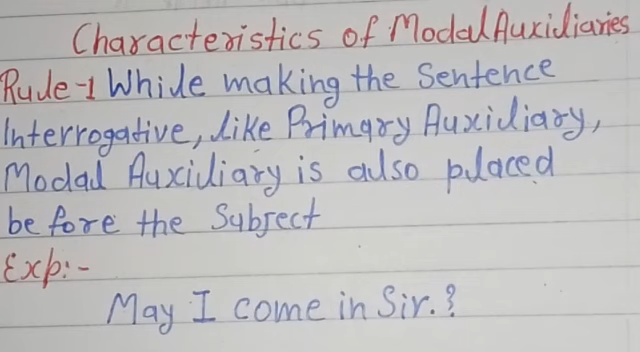 Characteristics of Modal Auxiliaries
Rule-1 While making the Sentence
Interrogative, like Primary Auxiliary,
Modal Auxiliary is also placed
before the Subject
Exp:-
May I come in Sir.?